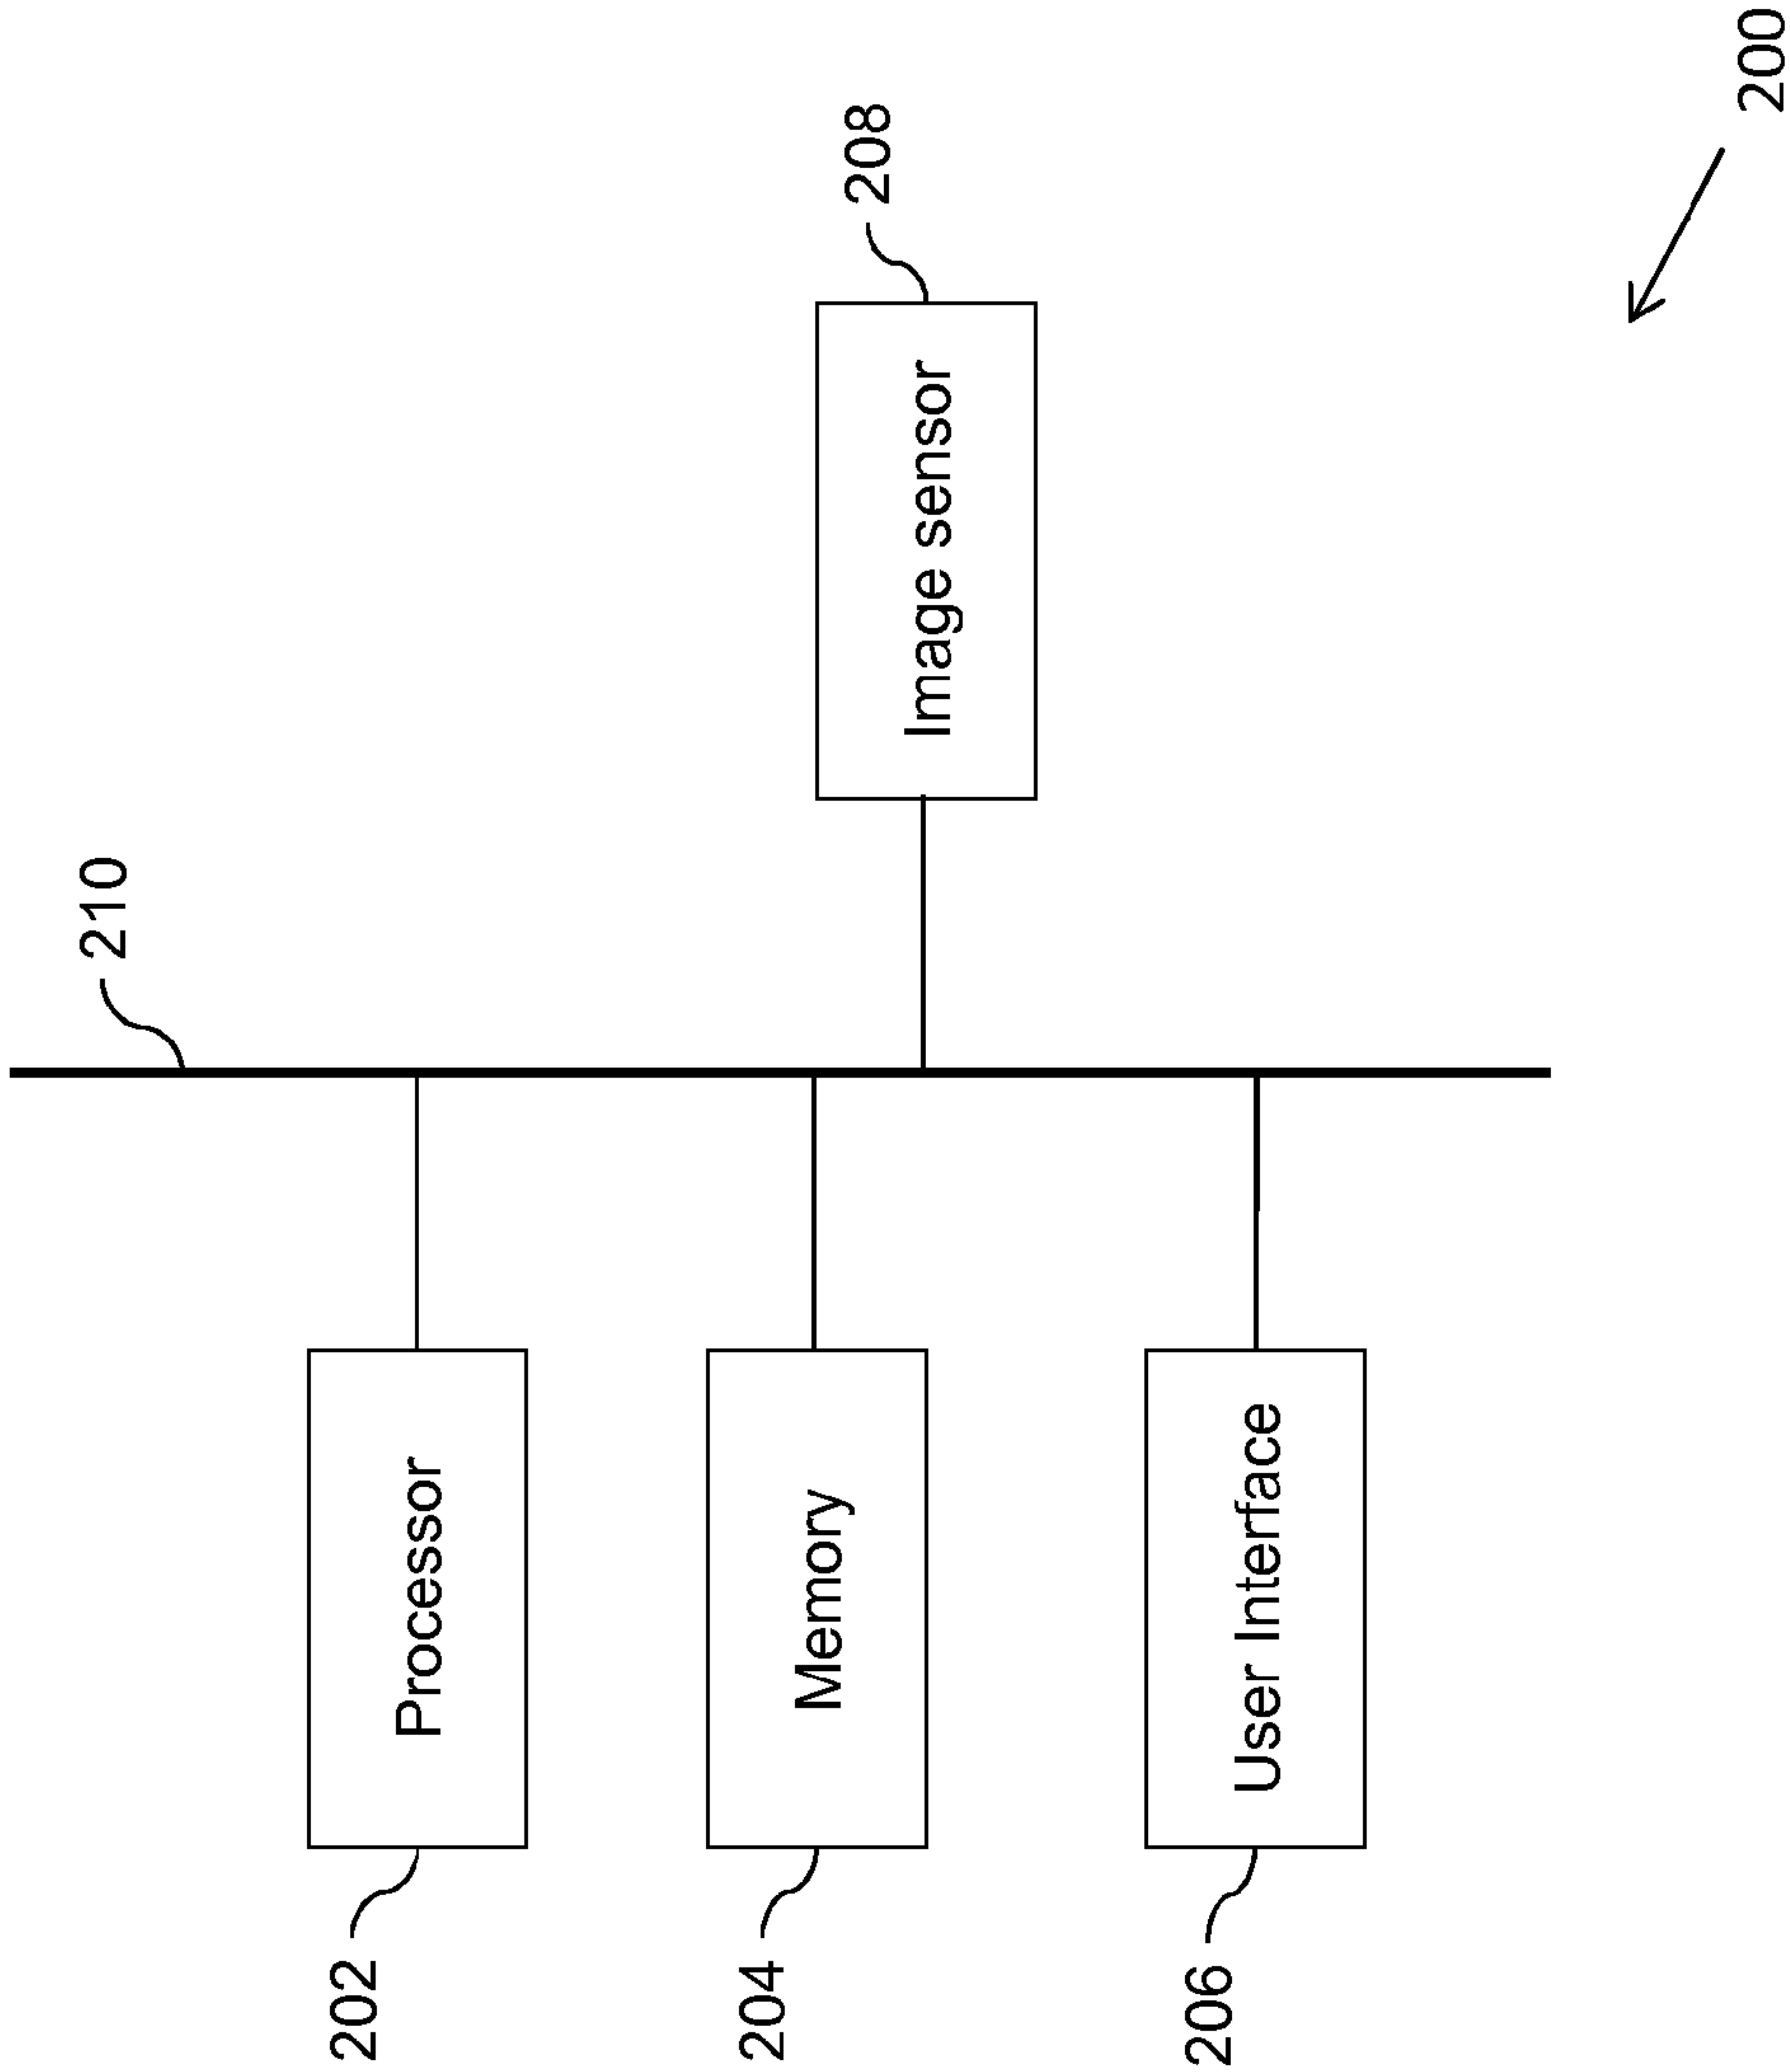 210
202
Processor
204
Memory
Image sensor
208
206
User Interface
200